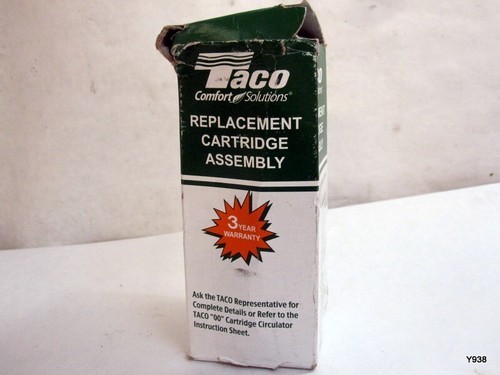 Taco
Comfort Solutions®
REPLACEMENT
CARTRIDGE
ASSEMBLY
3 YEAR
WARRANTY
Ask the TACO Representative for
Complete Details or Refer to the
TACO "00" Cartridge Circulator
Instruction Sheet.
Y938